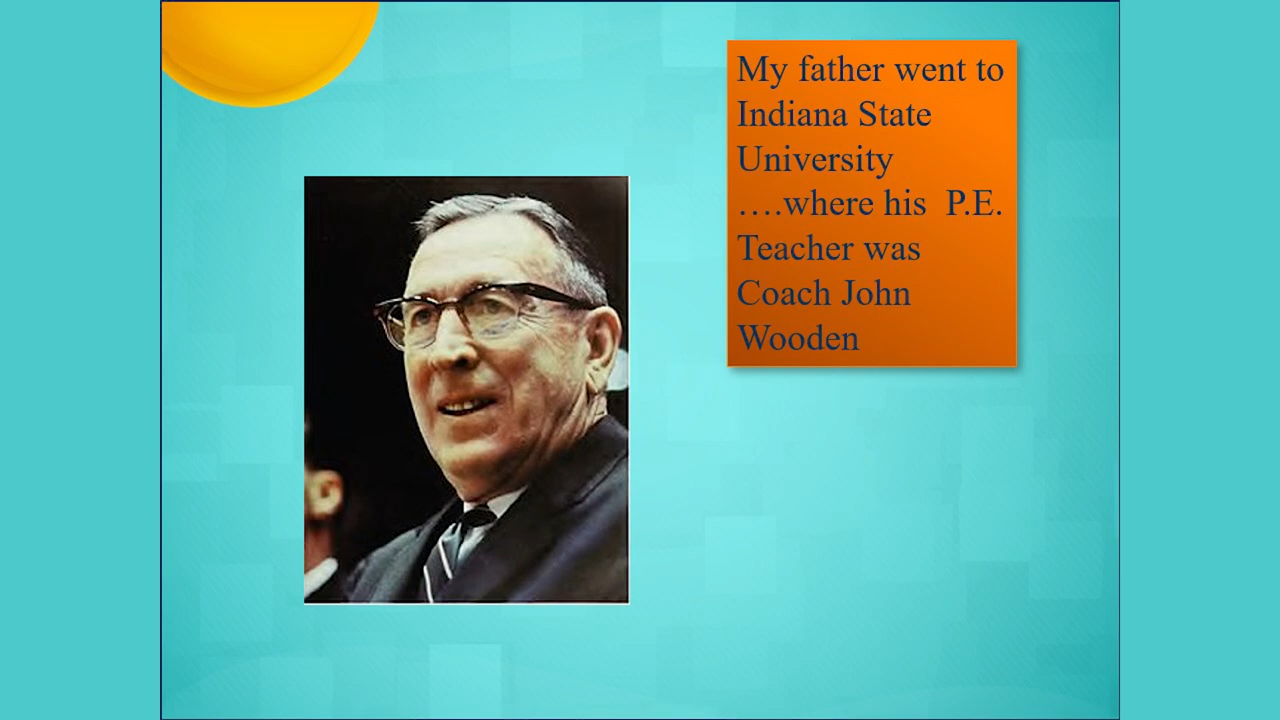 My father went to
Indiana State
University
….where his  P.E.
Teacher was
Coach John
Wooden